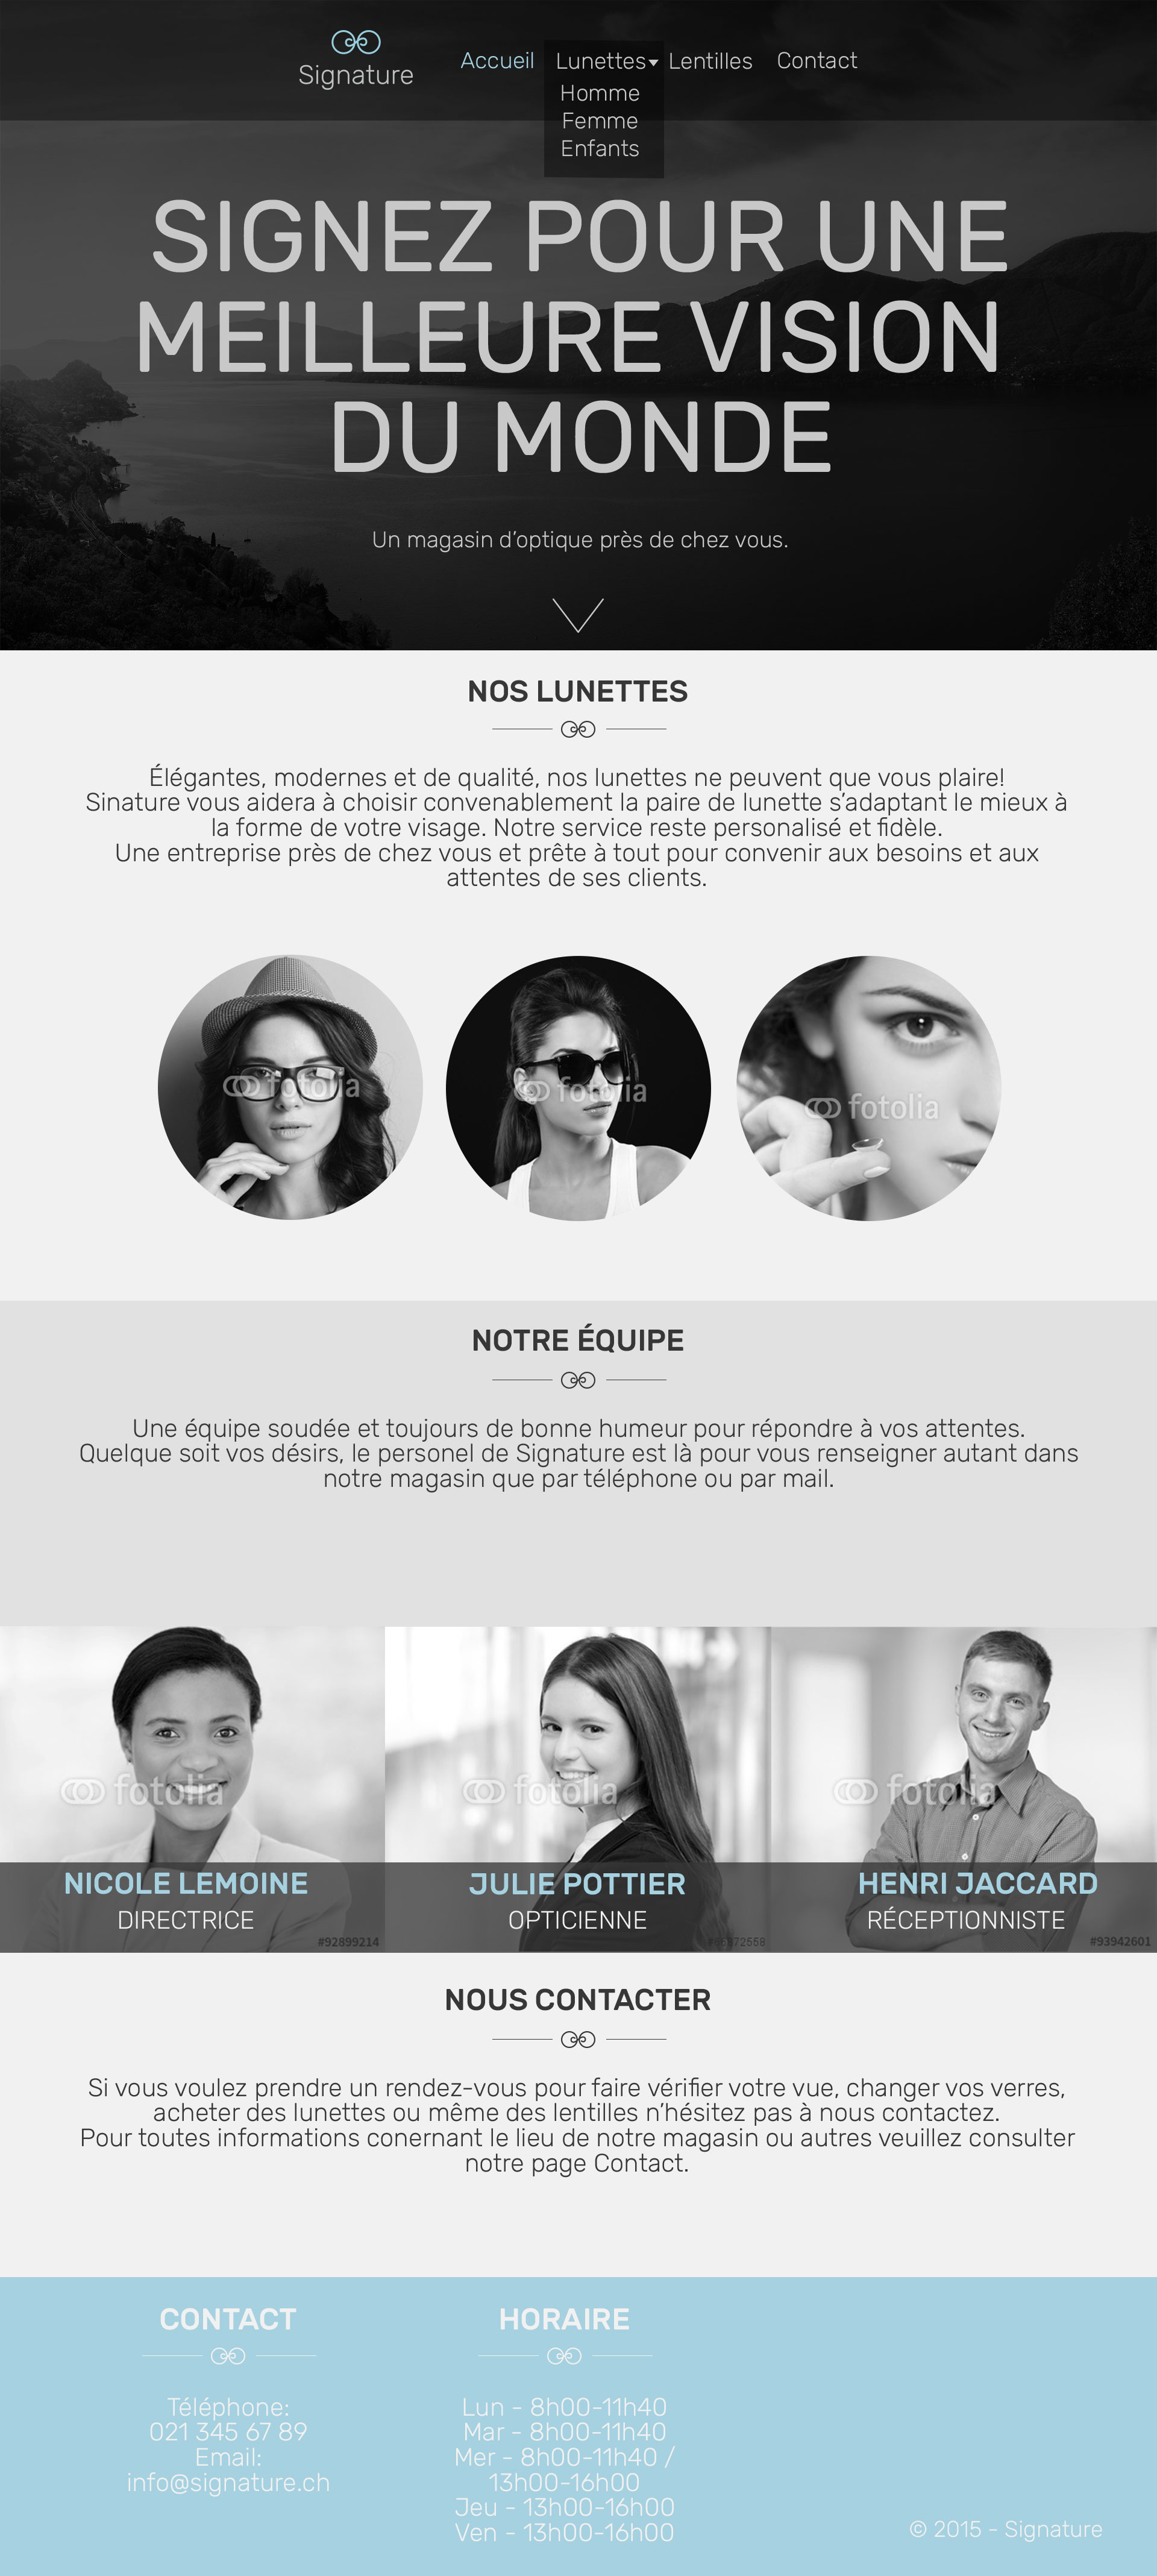 Signature
Accueil
Lunettes
Lentilles
Contact
Homme
Femme
Enfants
SIGNEZ POUR UNE
MEILLEURE VISION
DU MONDE
Un magasin d’optique près de chez vous.
NOS LUNETTES
Élégantes, modernes et de qualité, nos lunettes ne peuvent que vous plaire!
Sinature vous aidera à choisir convenablement la paire de lunette s’adaptant le mieux à
la forme de votre visage. Notre service reste personalisé et fidèle.
Une entreprise près de chez vous et prête à tout pour convenir aux besoins et aux
attentes de ses clients.
fotolia
fotolia
fotolia
NOTRE ÉQUIPE
Une équipe soudée et toujours de bonne humeur pour répondre à vos attentes.
Quelque soit vos désirs, le personel de Signature est là pour vous renseigner autant dans
notre magasin que par téléphone ou par mail.
fotolia
fotolia
fotolia
NICOLE LEMOINE
DIRECTRICE
#92899214
JULIE POTTIER
OPTICIENNE
HENRI JACCARD
RÉCEPTIONNISTE
#93942601
NOUS CONTACTER
Si vous voulez prendre un rendez-vous pour faire vérifier votre vue, changer vos verres,
acheter des lunettes ou même des lentilles n’hésitez pas à nous contactez.
Pour toutes informations conernant le lieu de notre magasin ou autres veuillez consulter
notre page Contact.
CONTACT
Téléphone:
021 345 67 89
Email:
info@signature.ch
HORAIRE
Lun - 8h00-11h40
Mar - 8h00-11h40
Mer - 8h00-11h40 /
13h00-16h00
Jeu - 13h00-16h00
Ven - 13h00-16h00
© 2015 - Signature